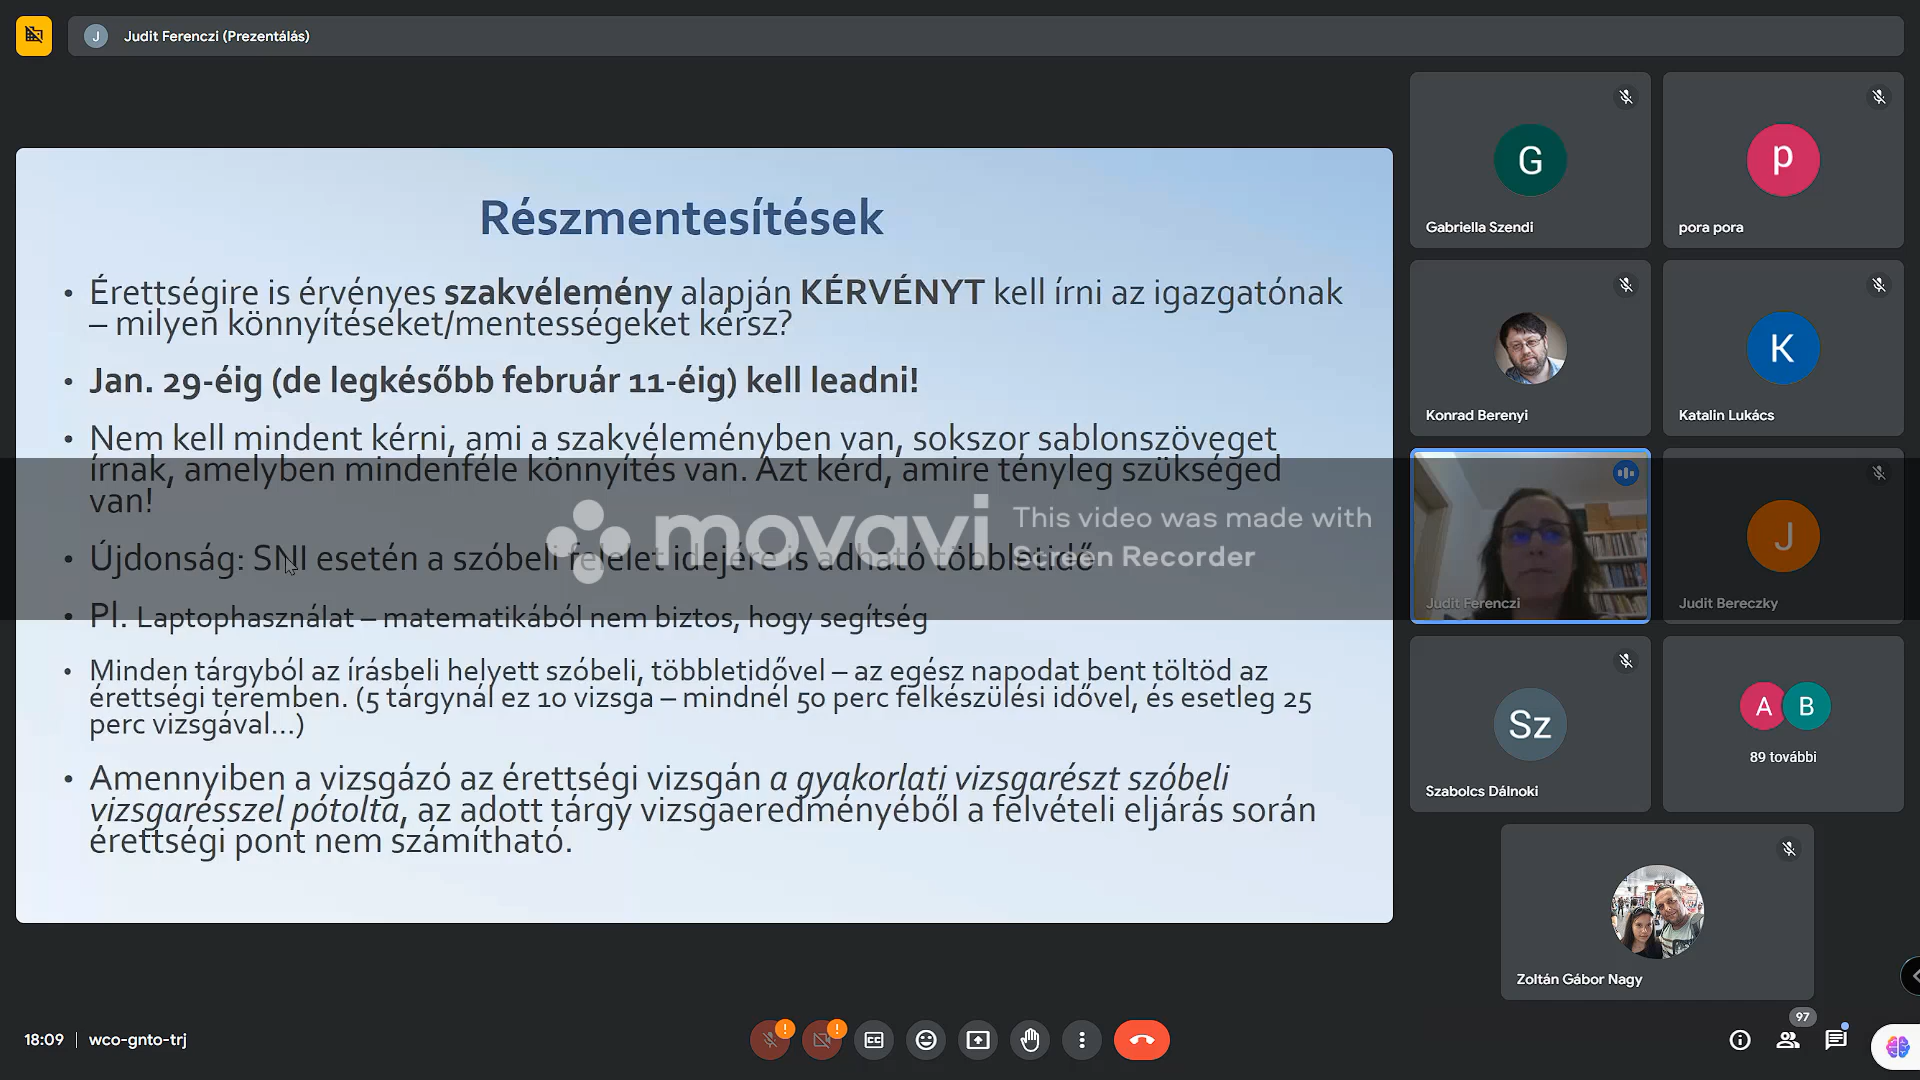 J
Judit Ferenczi (Prezentálás)
Részmentesítések
• Érettségire is érvényes szakvélemény alapján KÉRVÉNYT kell írni az igazgatónak
– milyen könnyítéseket/mentességeket kérsz?
• Jan. 29-éig (de legkésőbb február 11-éig) kell leadni!
• Nem kell mindent kérni, ami a szakvéleményben van, sokszor sablonszöveget
írnak, amelyben mindenféle könnyítés van. Azt kérd, amire tényleg szükséged
van!
• Újdonság: SNI esetén a szóbeli felelet idejére is adható többletidő
• Pl. Laptophasználat – matematikából nem biztos, hogy segítség
• Minden tárgyból az írásbeli helyett szóbeli, többletidővel – az egész napodat bent töltöd az
érettségi teremben. (5 tárgynál ez 10 vizsga – mindnél 50 perc felkészülési idővel, és esetleg 25
perc vizsgával...)
• Amennyiben a vizsgázó az érettségi vizsgán a gyakorlati vizsgarészt szóbeli
vizsgarésszel pótolta, az adott tárgy vizsgaeredményéből a felvételi eljárás során
érettségi pont nem számítható.
movavi
This video was made with
Screen Recorder
G
Gabriella Szendi
p
pora pora
Konrad Berenyi
K
Katalin Lukács
Judit Ferenczi
J
Judit Bereczky
Sz
Szabolcs Dálnoki
A B
89 további
Zoltán Gábor Nagy
18:09 | wco-gnto-trj
97